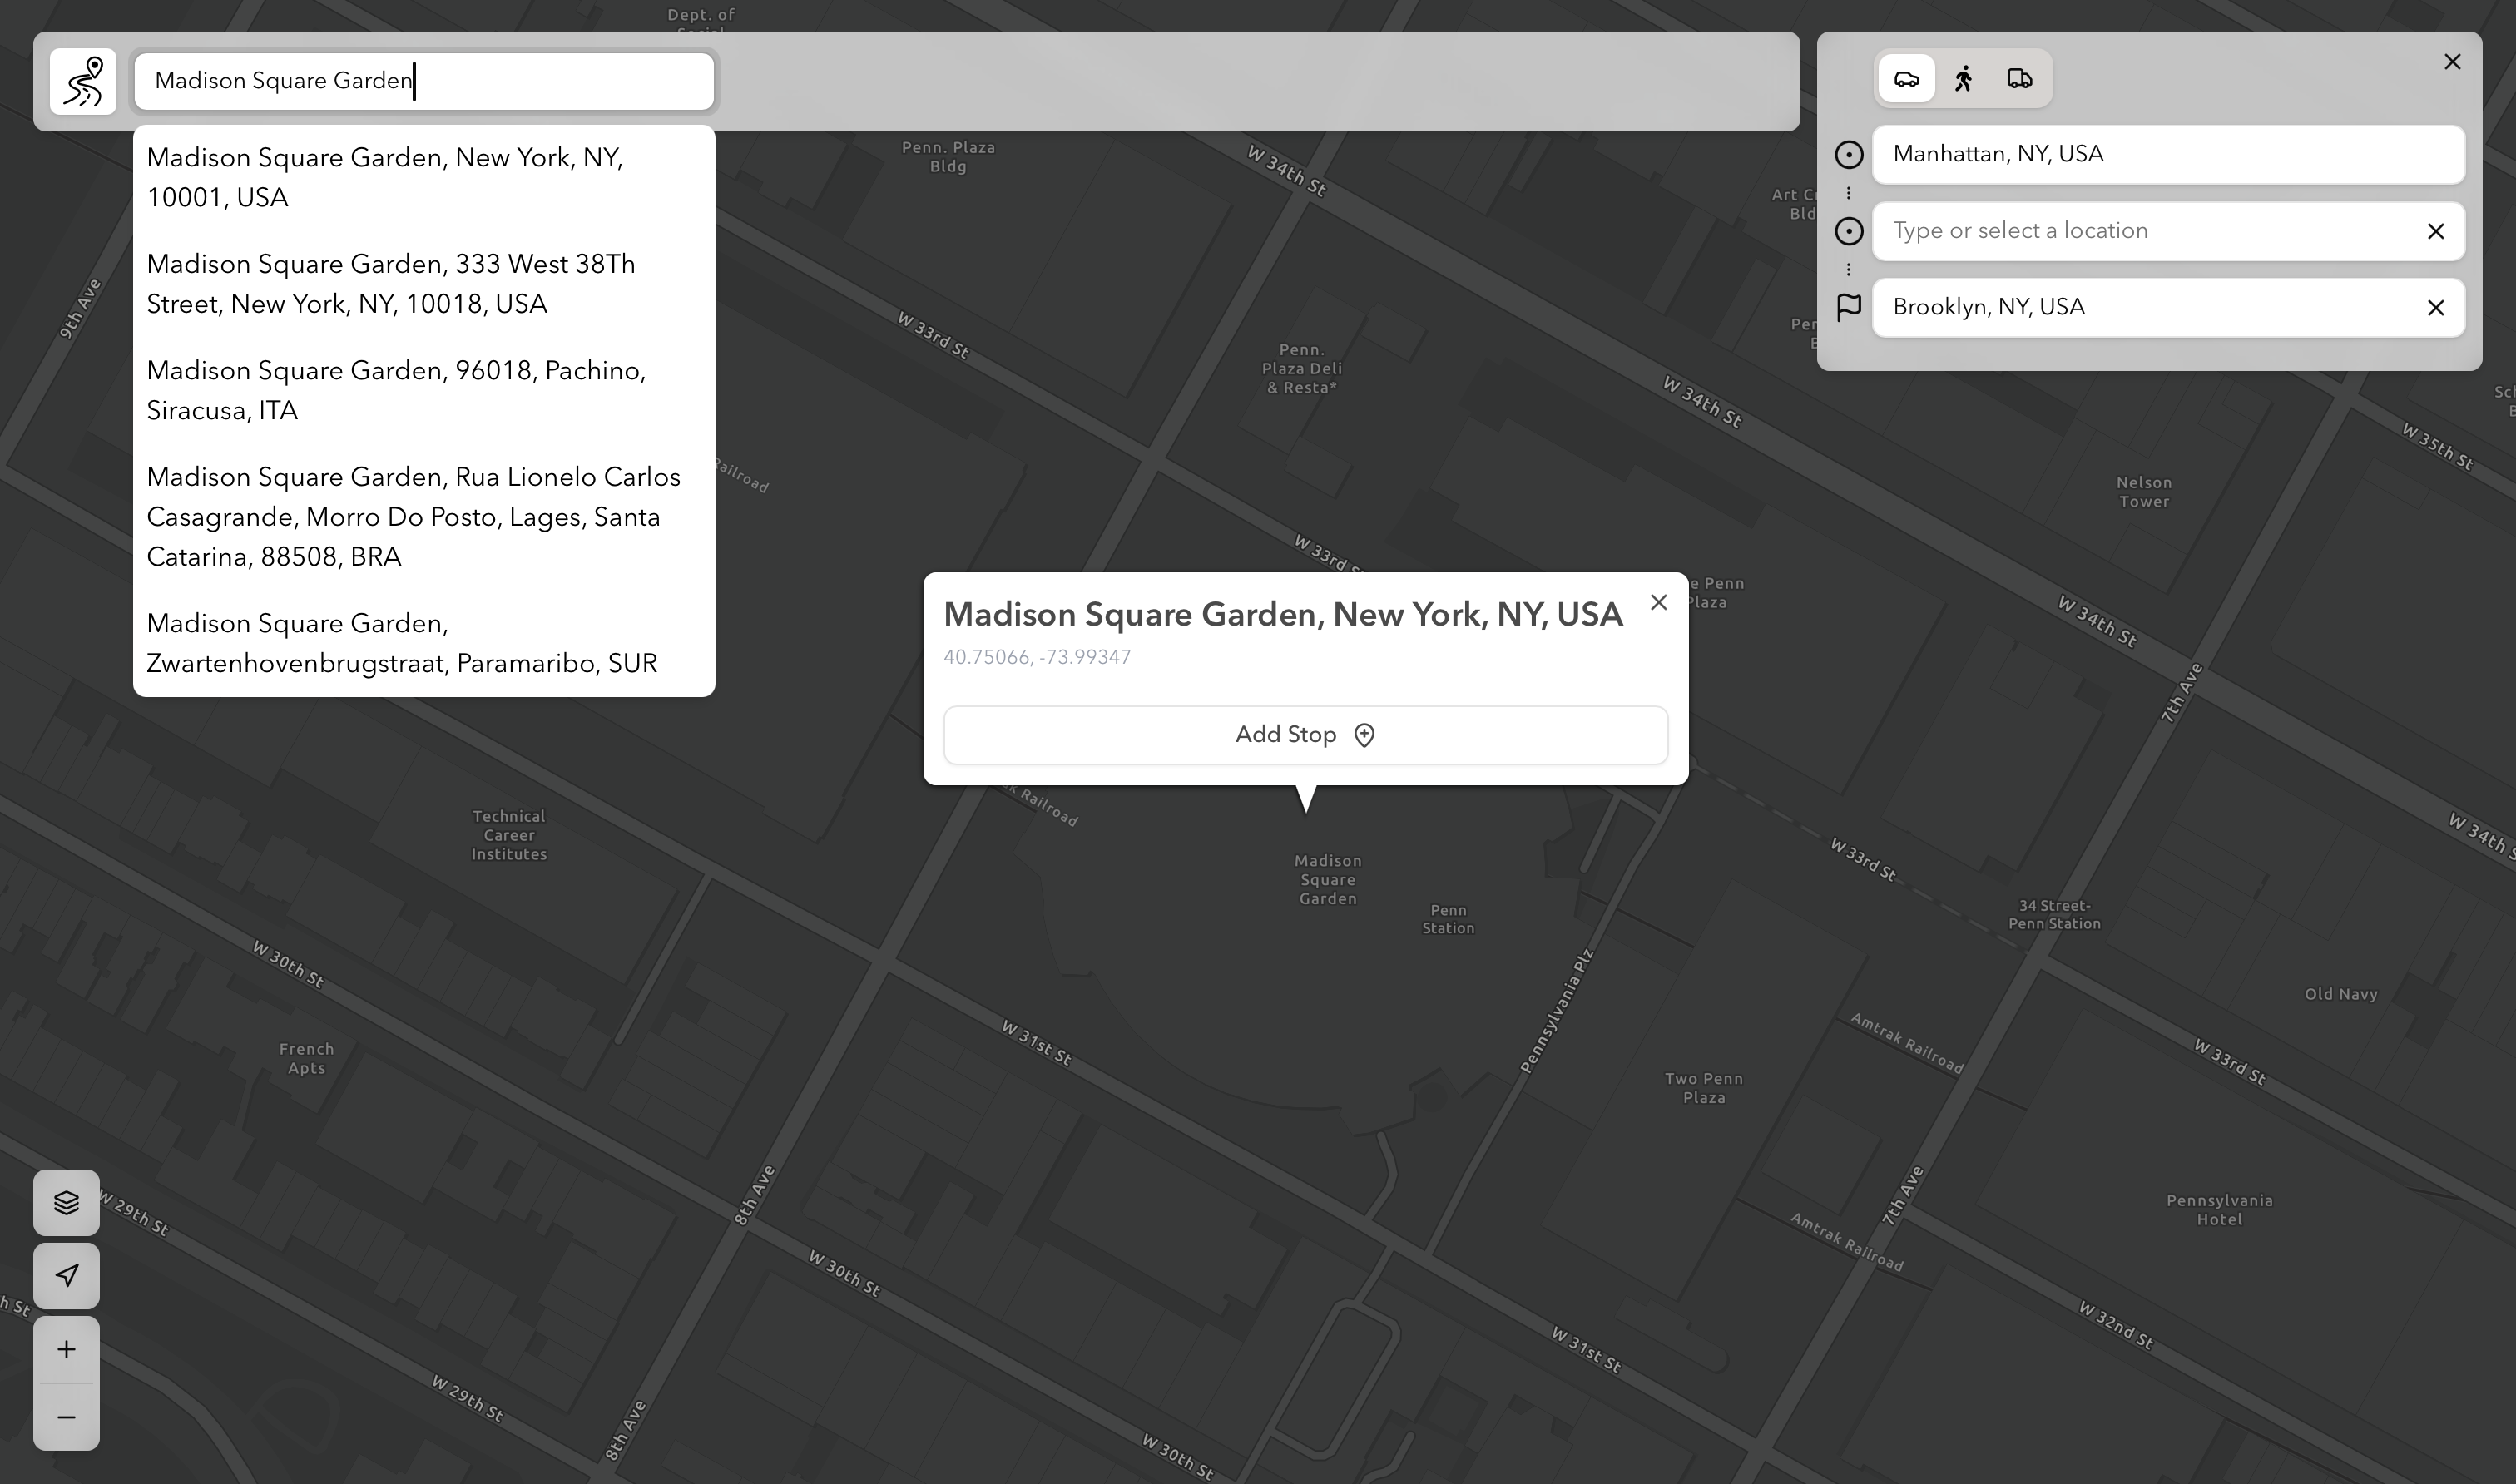 Dept. of
Madison Square Garden
Madison Square Garden, New York, NY,
10001, USA
Madison Square Garden, 333 West 38Th
Street, New York, NY, 10018, USA
Madison Square Garden, 96018, Pachino,
Siracusa, ITA
Madison Square Garden, Rua Lionelo Carlos
Casagrande, Morro Do Posto, Lages, Santa
Catarina, 88508, BRA
Madison Square Garden,
Zwartenhovenbrugstraat, Paramaribo, SUR
Manhattan, NY, USA
Type or select a location
Brooklyn, NY, USA
Madison Square Garden, New York, NY, USA
40.75066, -73.99347
Add Stop
Penn. Plaza
Bldg
W 34th St
9th Ave
W 33rd St
Penn.
Plaza Deli
& Resta*
W 34th St
W 35th St
Railroad
Nelson
Tower
W 33rd
Penn
Plaza
W 34th St
7th Ave
Railroad
Technical
Career
Institutes
Madison
Square
Garden
Penn
Station
W 33rd St
W 34th
34 Street-
Penn Station
W 30th St
Pennsylvania Plz
Old Navy
French
Apts
W 31st St
Amtrak Railroad
W 33rd St
Two Penn
Plaza
8th Ave
7th Ave
Pennsylvania
Hotel
W 29th St
Amtrak Railroad
W 30th St
St
W 31st St
W 32nd St
W 29th St
8th Ave
W 30th St